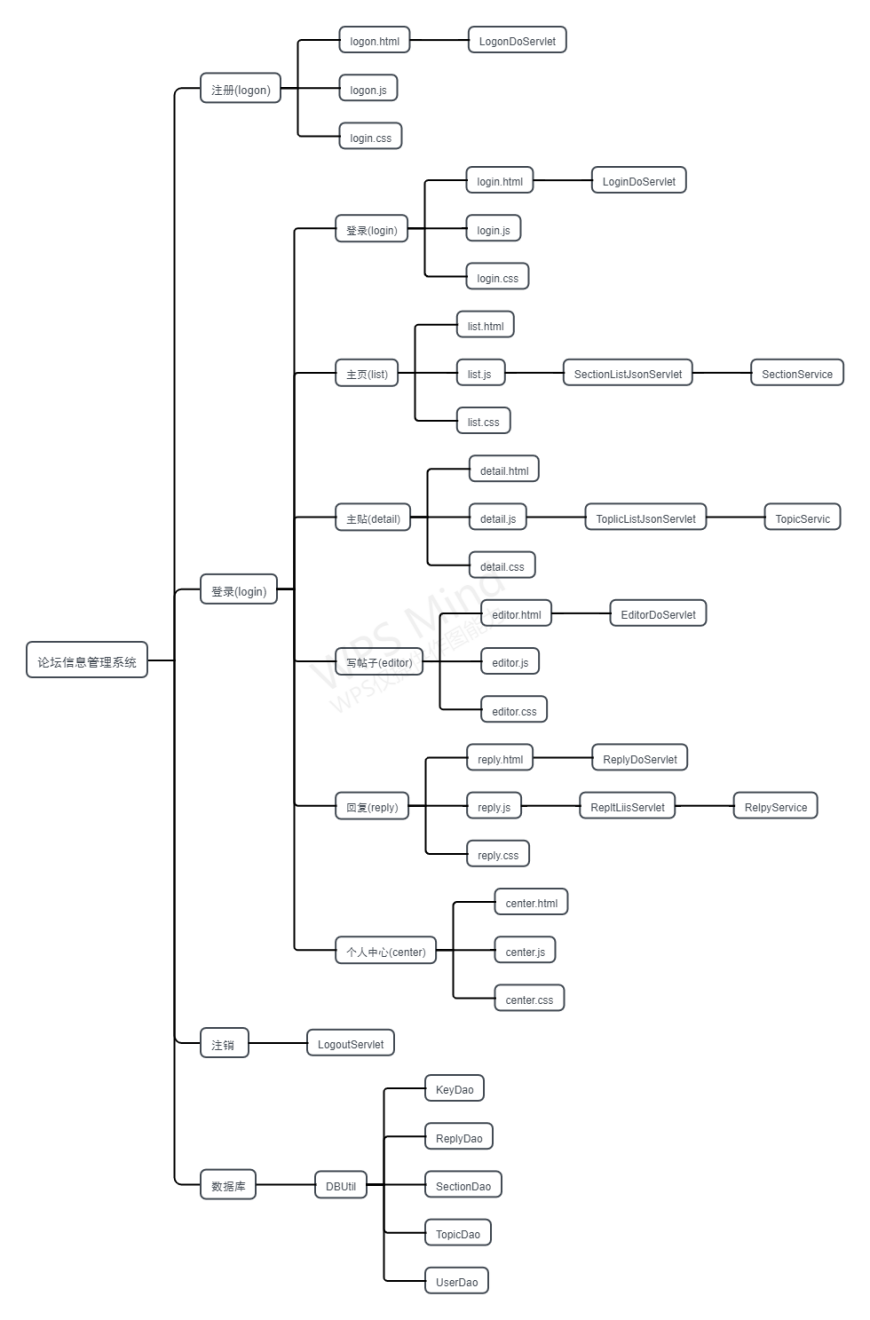 论坛信息管理系统
注册(logon)
logon.html
LogonDoServlet
logon.js
login.css
登录(login)
登录(login)
login.html
LoginDoServlet
login.js
login.css
主页(list)
list.html
list.js
SectionListJsonServlet
SectionService
list.css
主贴(detail)
detail.html
detail.js
ToplicListJsonServlet
TopicServic
detail.css
写帖子(editor)
editor.html
EditorDoServlet
editor.js
editor.css
回复(reply)
reply.html
ReplyDoServlet
reply.js
RepltLiisServlet
RelpyService
reply.css
个人中心(center)
center.html
center.js
center.css
注销
LogoutServlet
数据库
DBUtil
KeyDao
ReplyDao
SectionDao
TopicDao
UserDao
WPS Mind